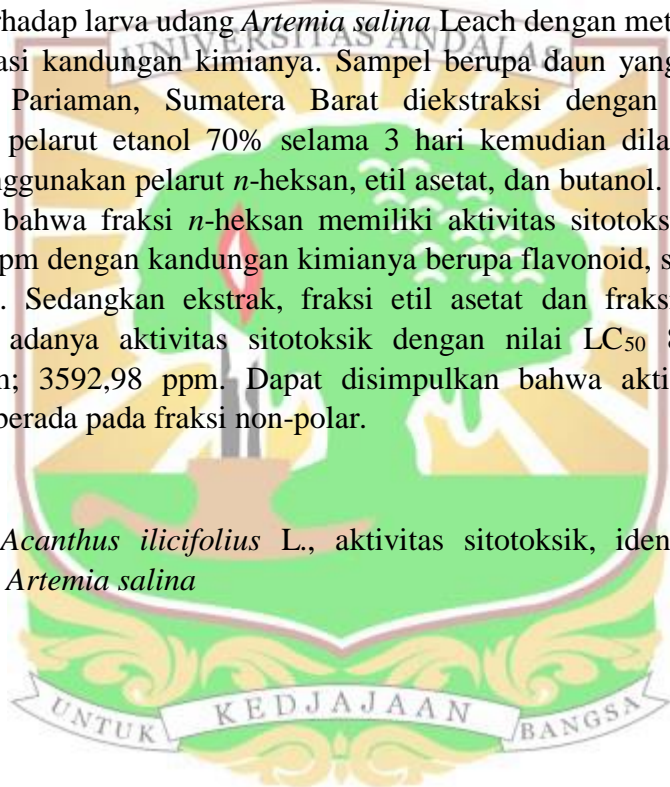 rhadap larva udang Artemia salina Leach dengan met
UNIVERSITAS ANDALAS
asi kandungan kimianya. Sampel berupa daun yang
Pariaman, Sumatera Barat diekstraksi dengan
pelarut etanol 70% selama 3 hari kemudian dila
nggunakan pelarut n-heksan, etil asetat, dan butanol.
bahwa fraksi n-heksan memiliki aktivitas sitotoks
pm dengan kandungan kimianya berupa flavonoid, s
. Sedangkan ekstrak, fraksi etil asetat dan fraks
adanya aktivitas sitotoksik dengan nilai LC50
n; 3592,98 ppm. Dapat disimpulkan bahwa akti
berada pada fraksi non-polar.
Acanthus ilicifolius L., aktivitas sitotoksik, iden
Artemia salina
UNTUK KEDJAJAAN BANGSA